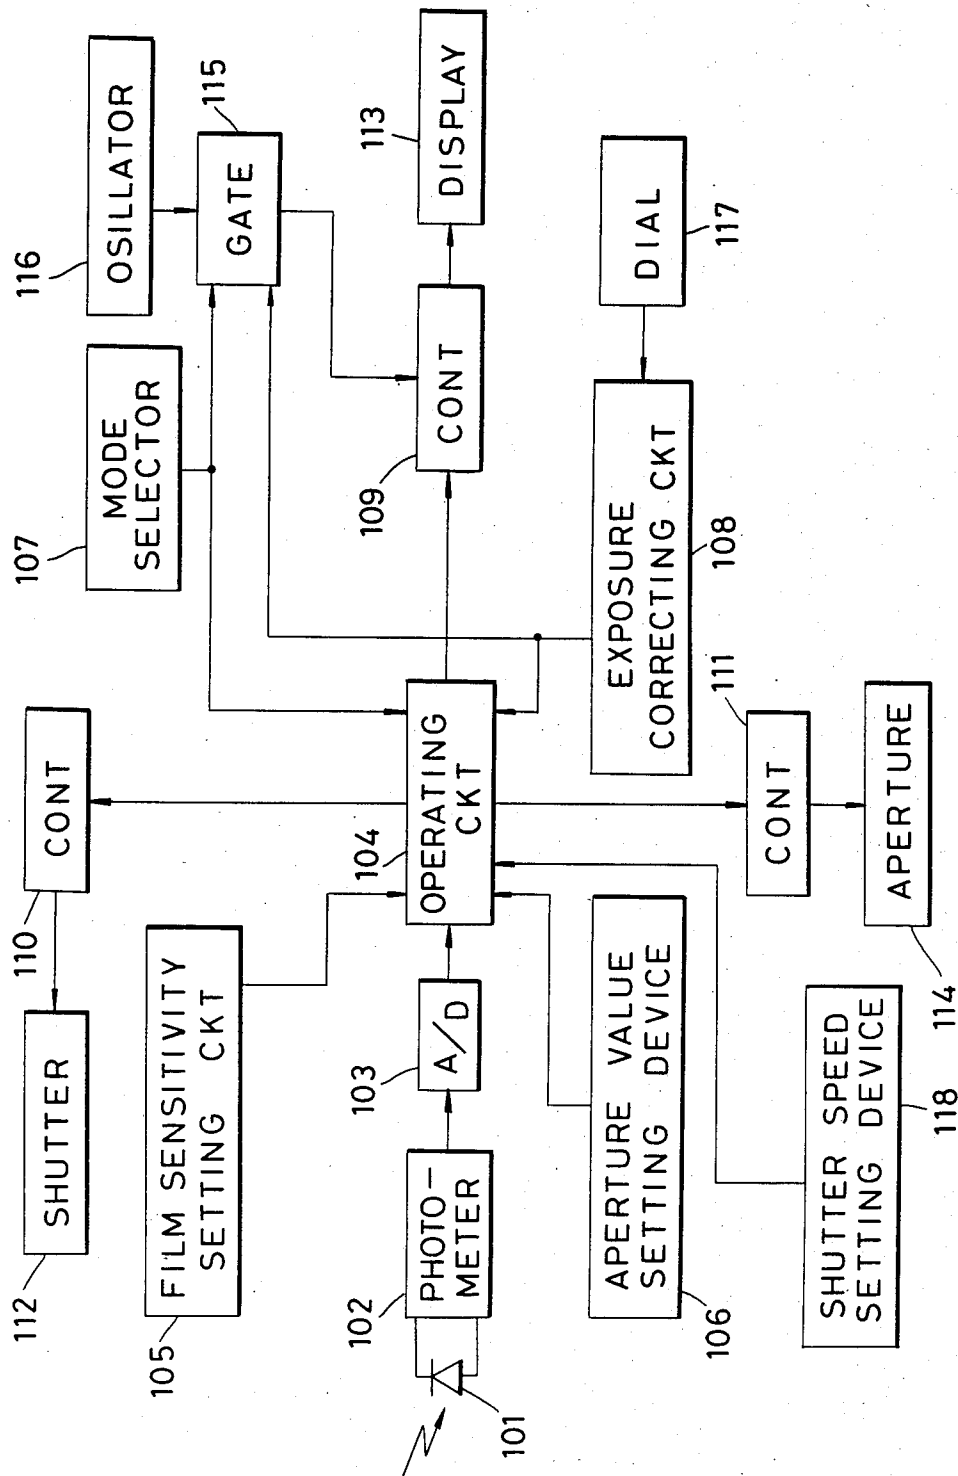 112
SHUTTER
110
CONT
107
MODE
SELECTOR
116
OSILLATOR
115
GATE
105
FILM SENSITIVITY
SETTING CKT
102
PHOTO-
METER
101
103
A/D
104
OPERATING
CKT
109
CONT
113
DISPLAY
106
APERTURE VALUE
SETTING DEVICE
108
EXPOSURE
CORRECTING CKT
117
DIAL
118
SHUTTER SPEED
SETTING DEVICE
111
CONT
114
APERTURE